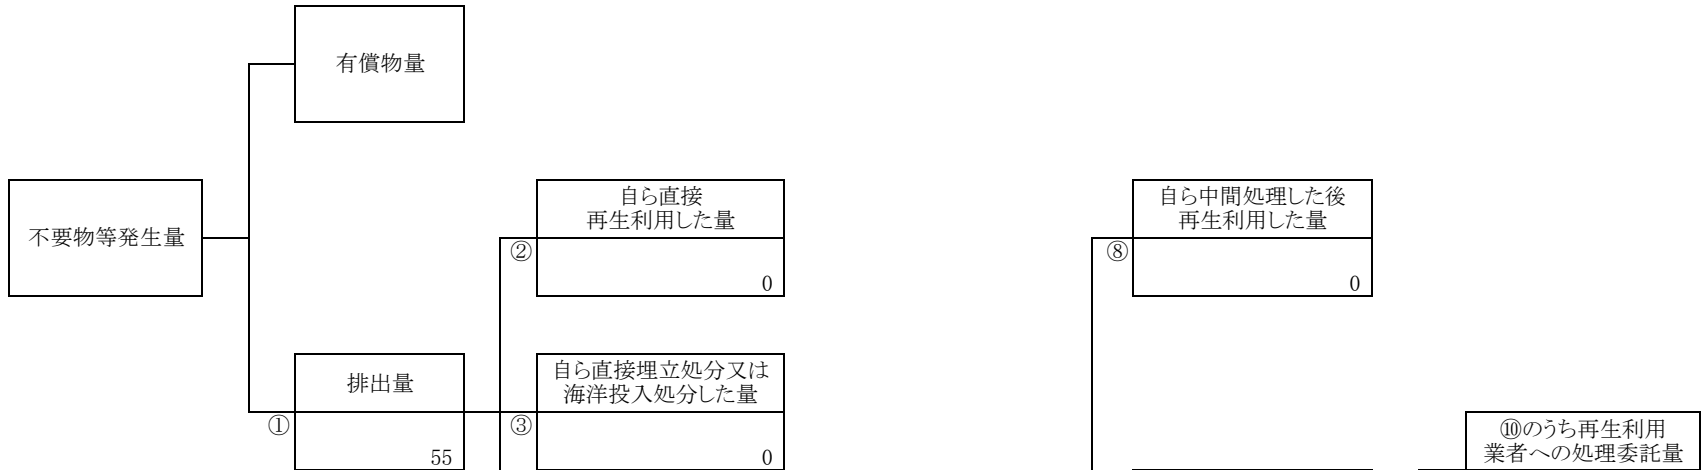 有償物量
不要物等発生量
自ら直接
再生利用した量
②
0
自ら中間処理した後
再生利用した量
⑧
0
排出量
①
55
自ら直接埋立処分又は
海洋投入処分した量
③
0
⑩のうち再生利用
業者への処理委託量